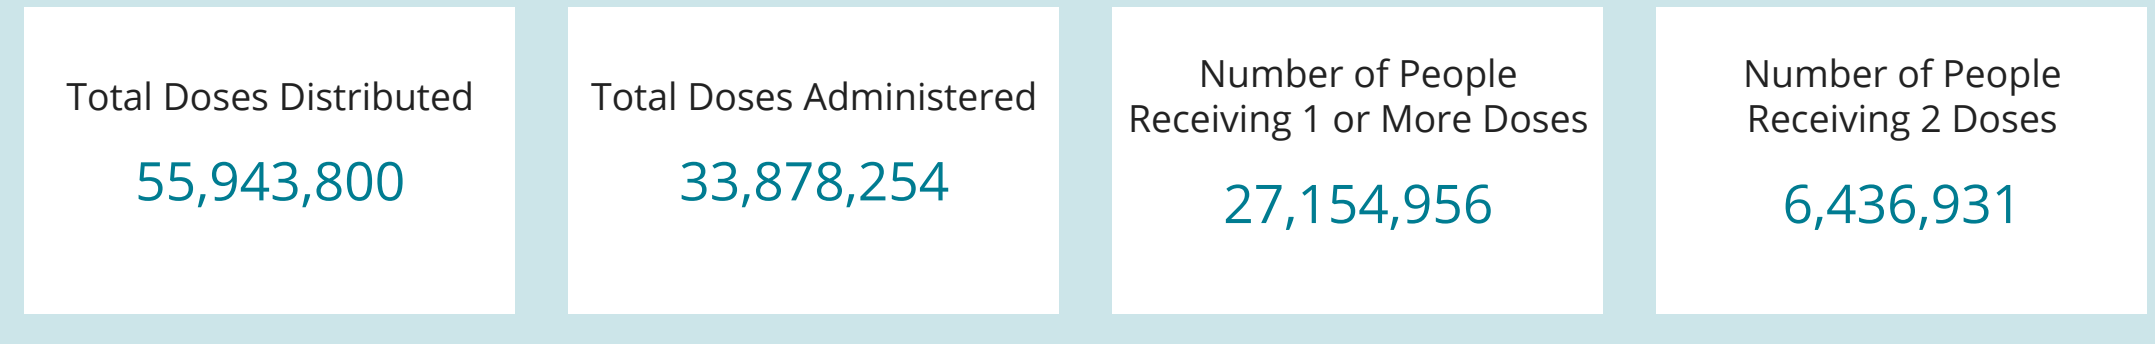 Total Doses Distributed
55,943,800
Total Doses Administered
33,878,254
Number of People
Receiving 1 or More Doses
27,154,956
Number of People
Receiving 2 Doses
6,436,931